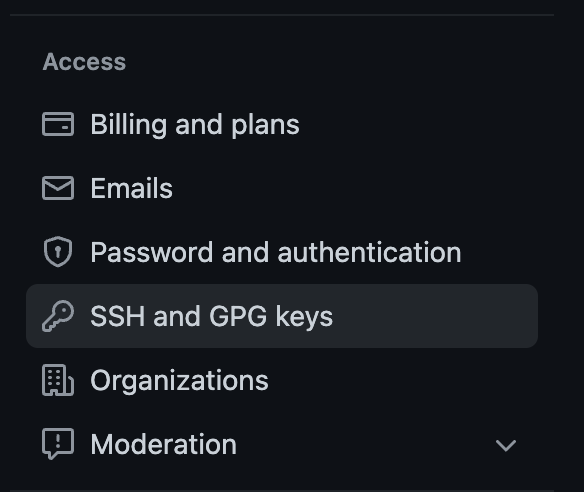 Access
Billing and plans
Emails
Password and authentication
SSH and GPG keys
Organizations
Moderation